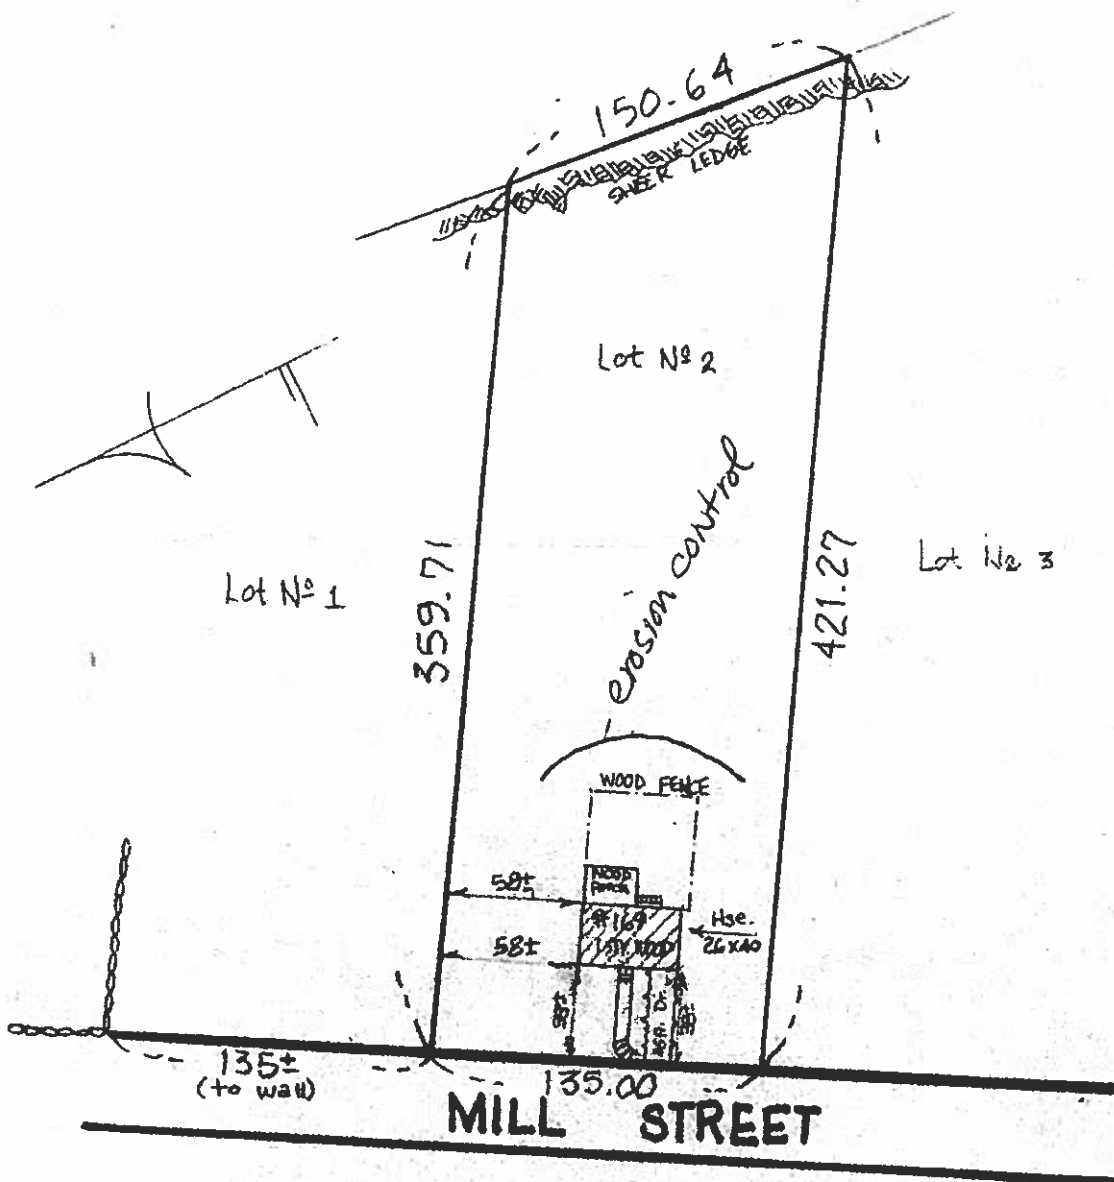 150.64
SHEER LEDGE
Lot Nº 2
erosion control
Lot Nº 1
359.71
421.27
Lot Nº 3
WOOD FENCE
WOOD
PORCH
58±
#169
1 STY WOOD
Hse.
26x40
58±
135±
(to wall)
135.00
MILL STREET